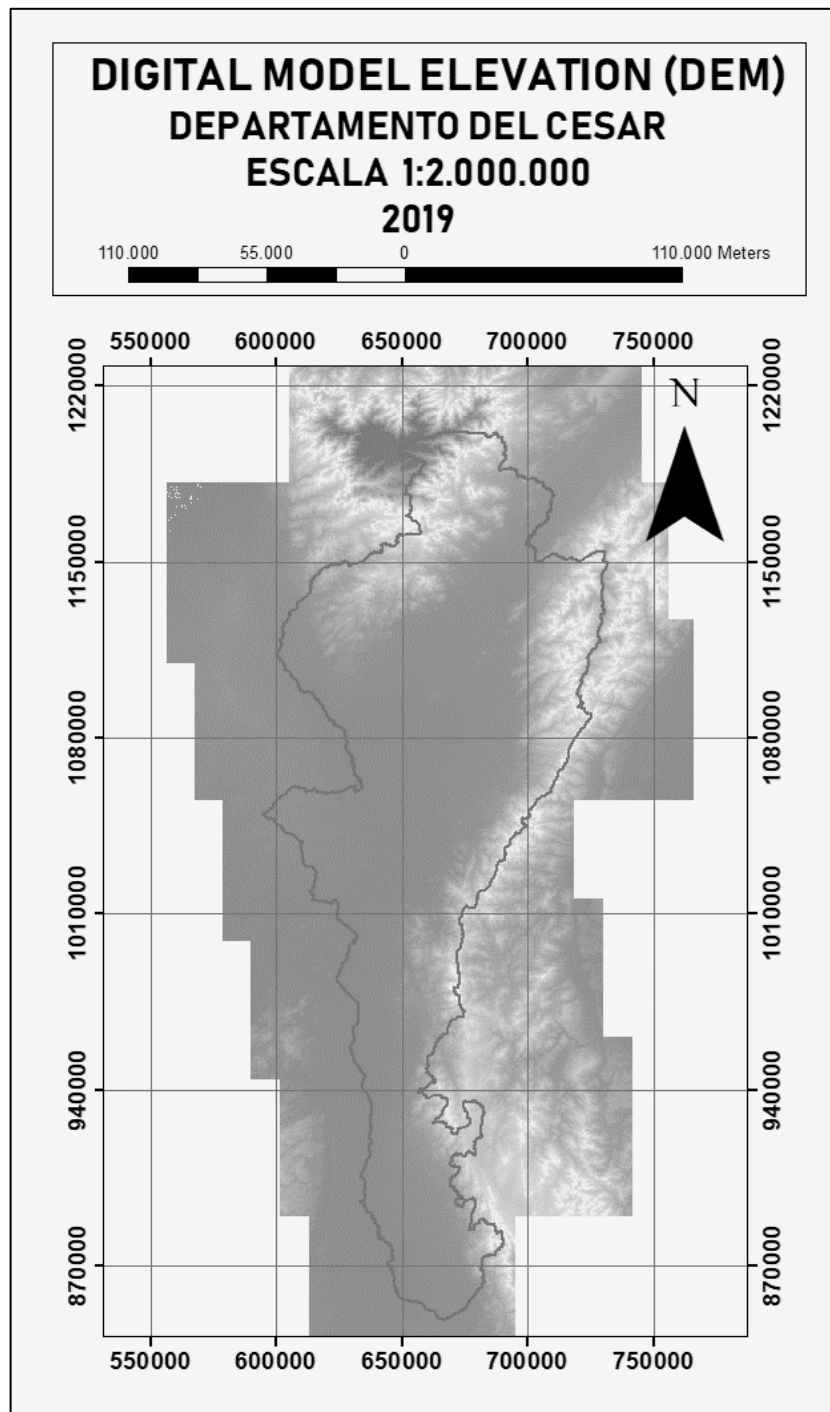 DIGITAL MODEL ELEVATION (DEM)
DEPARTAMENTO DEL CESAR
ESCALA 1:2.000.000
2019
110.000 55.000 0 110.000 Meters
550000 600000 650000 700000 750000
N
1220000 1220000
1150000 1150000
1080000 1080000
1010000 1010000
940000 940000
870000 870000
550000 600000 650000 700000 750000